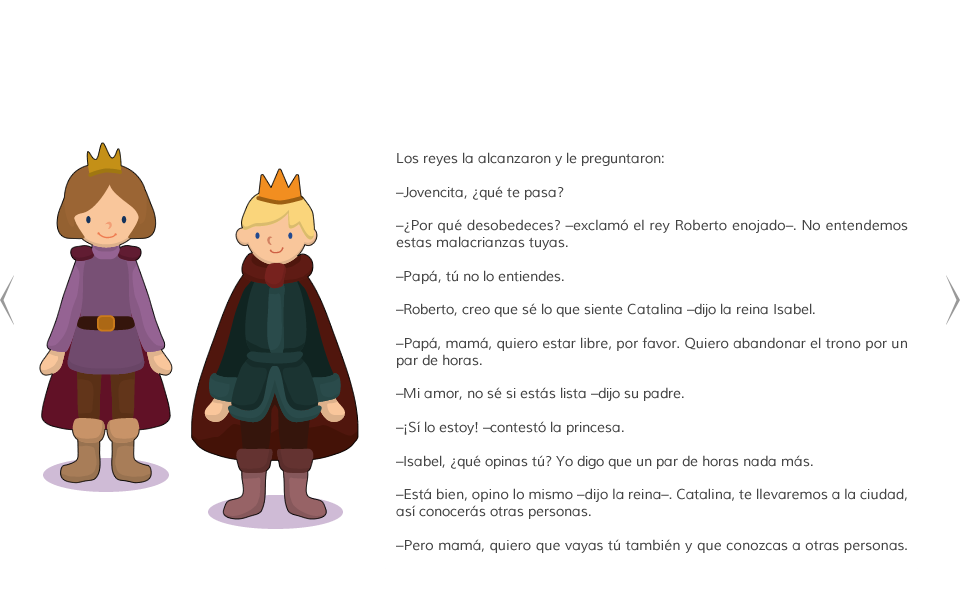 Los reyes la alcanzaron y le preguntaron:
–Jovencita, ¿qué te pasa?
–¿Por qué desobedeces? –exclamó el rey Roberto enojado–. No entendemos
estas malacrianzas tuyas.
–Papá, tú no lo entiendes.
–Roberto, creo que sé lo que siente Catalina –dijo la reina Isabel.
–Papá, mamá, quiero estar libre, por favor. Quiero abandonar el trono por un
par de horas.
–Mi amor, no sé si estás lista –dijo su padre.
–¡Sí lo estoy! –contestó la princesa.
–Isabel, ¿qué opinas tú? Yo digo que un par de horas nada más.
–Está bien, opino lo mismo –dijo la reina–. Catalina, te llevaremos a la ciudad,
así conocerás otras personas.
–Pero mamá, quiero que vayas tú también y que conozcas a otras personas.